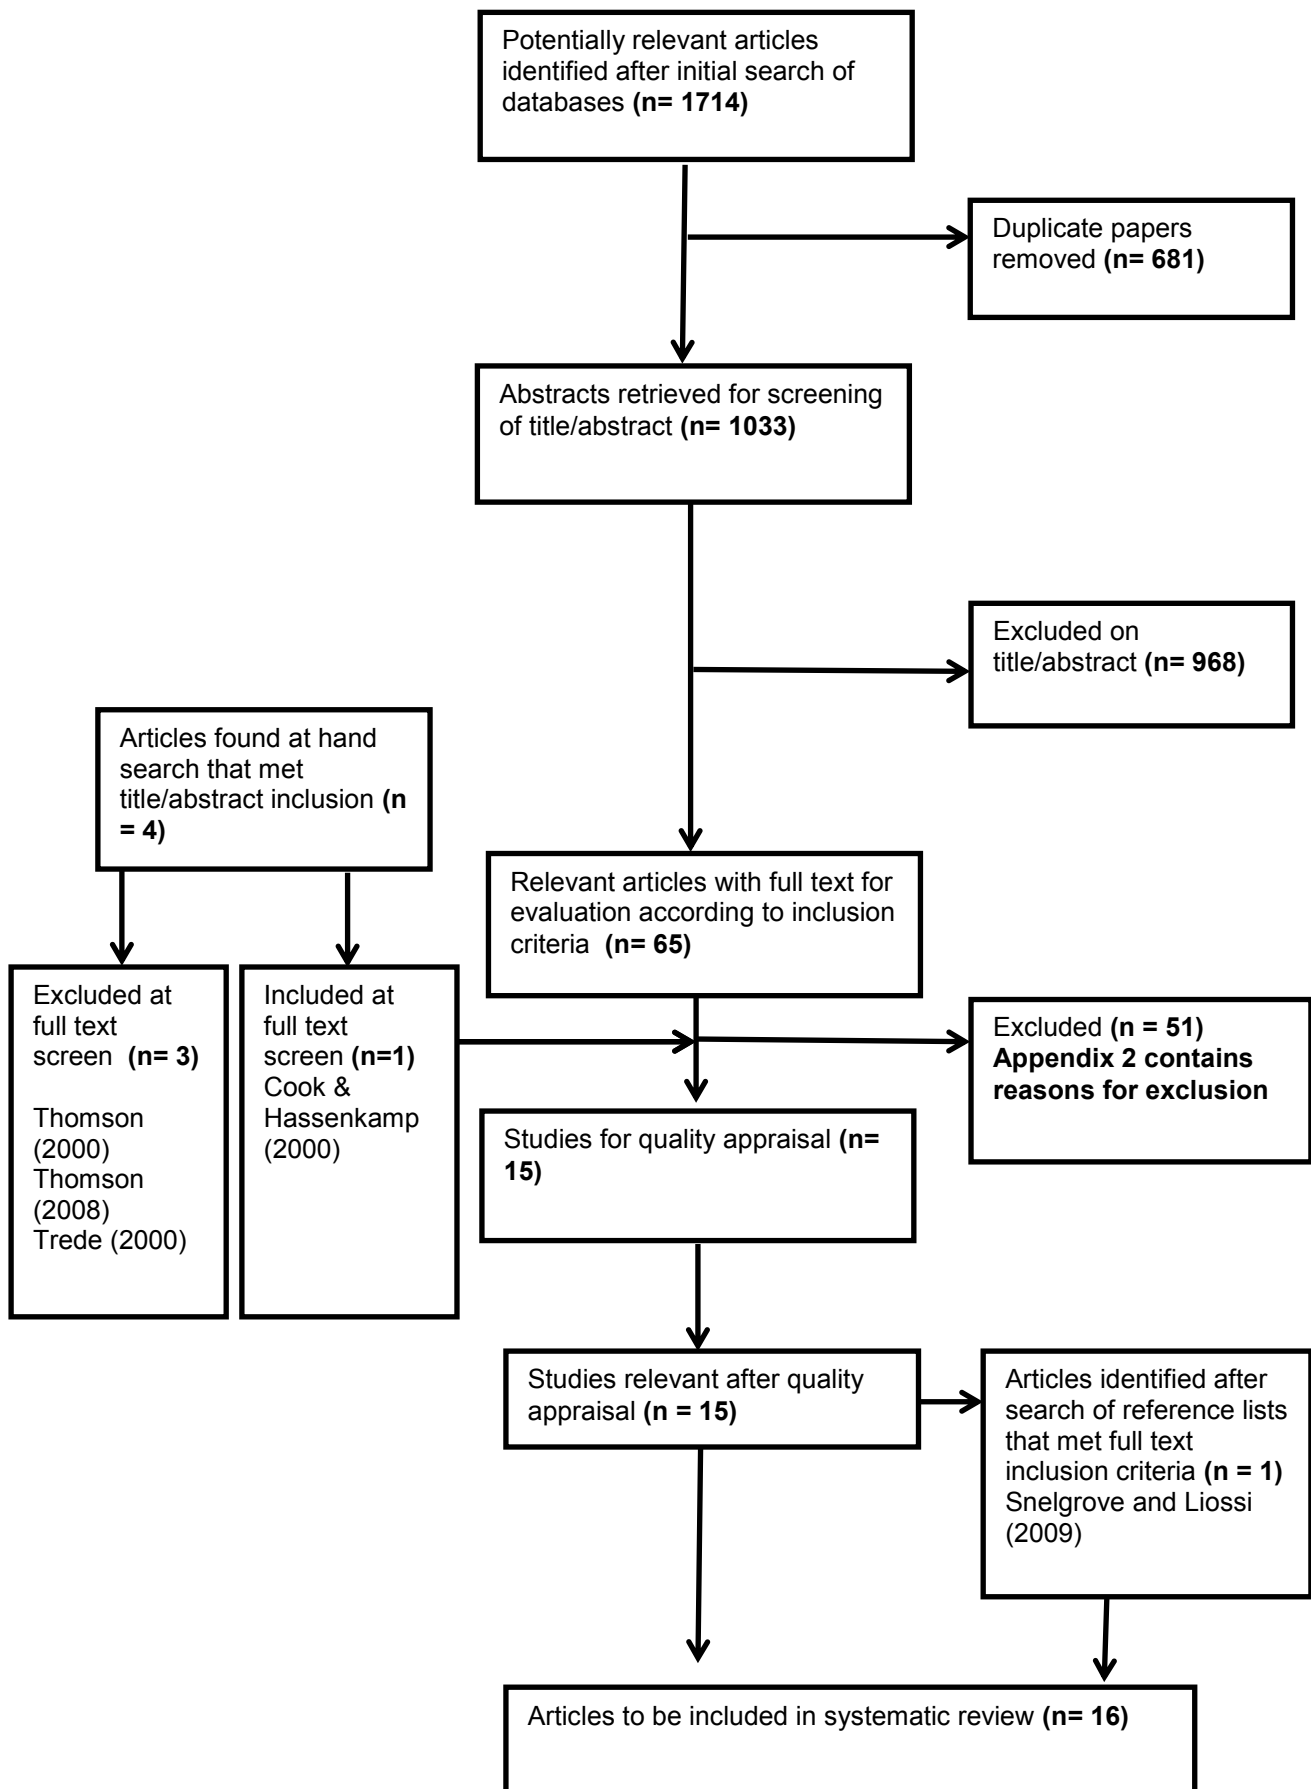 Potentially relevant articles
identified after initial search of
databases (n= 1714)
Duplicate papers
removed (n= 681)
Abstracts retrieved for screening
of title/abstract (n= 1033)
Excluded on
title/abstract (n= 968)
Articles found at hand
search that met
title/abstract inclusion (n
= 4)
Relevant articles with full text for
evaluation according to inclusion
criteria (n= 65)
Excluded at
full text
screen (n= 3)
Thomson
(2000)
Thomson
(2008)
Trede (2000)
Included at
full text
screen (n=1)
Cook &
Hassenkamp
(2000)
Excluded (n = 51)
Appendix 2 contains
reasons for exclusion
Studies for quality appraisal (n=
15)
Studies relevant after quality
appraisal (n = 15)
Articles identified after
search of reference lists
that met full text
inclusion criteria (n = 1)
Snelgrove and Liossi
(2009)
Articles to be included in systematic review (n= 16)